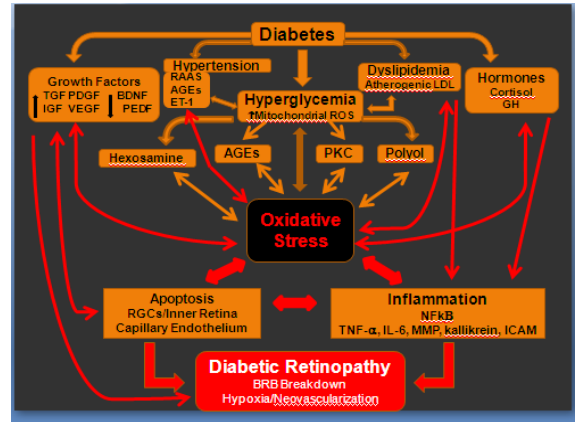 Diabetes
Growth Factors
TGF PDGF BDNF
IGF VEGF PEDF
Hypertension
RAAS
AGEs
ET-1
Hyperglycemia
↑Mitochondrial ROS
Dyslipidemia
Atherogenic LDL
Hormones
Cortisol
GH
Hexosamine
AGEs
PKC
Polyol
Oxidative
Stress
Apoptosis
RGCs/Inner Retina
Capillary Endothelium
Inflammation
NFkB
TNF-α, IL-6, MMP, kallikrein, ICAM
Diabetic Retinopathy
BRB Breakdown
Hypoxia/Neovascularization